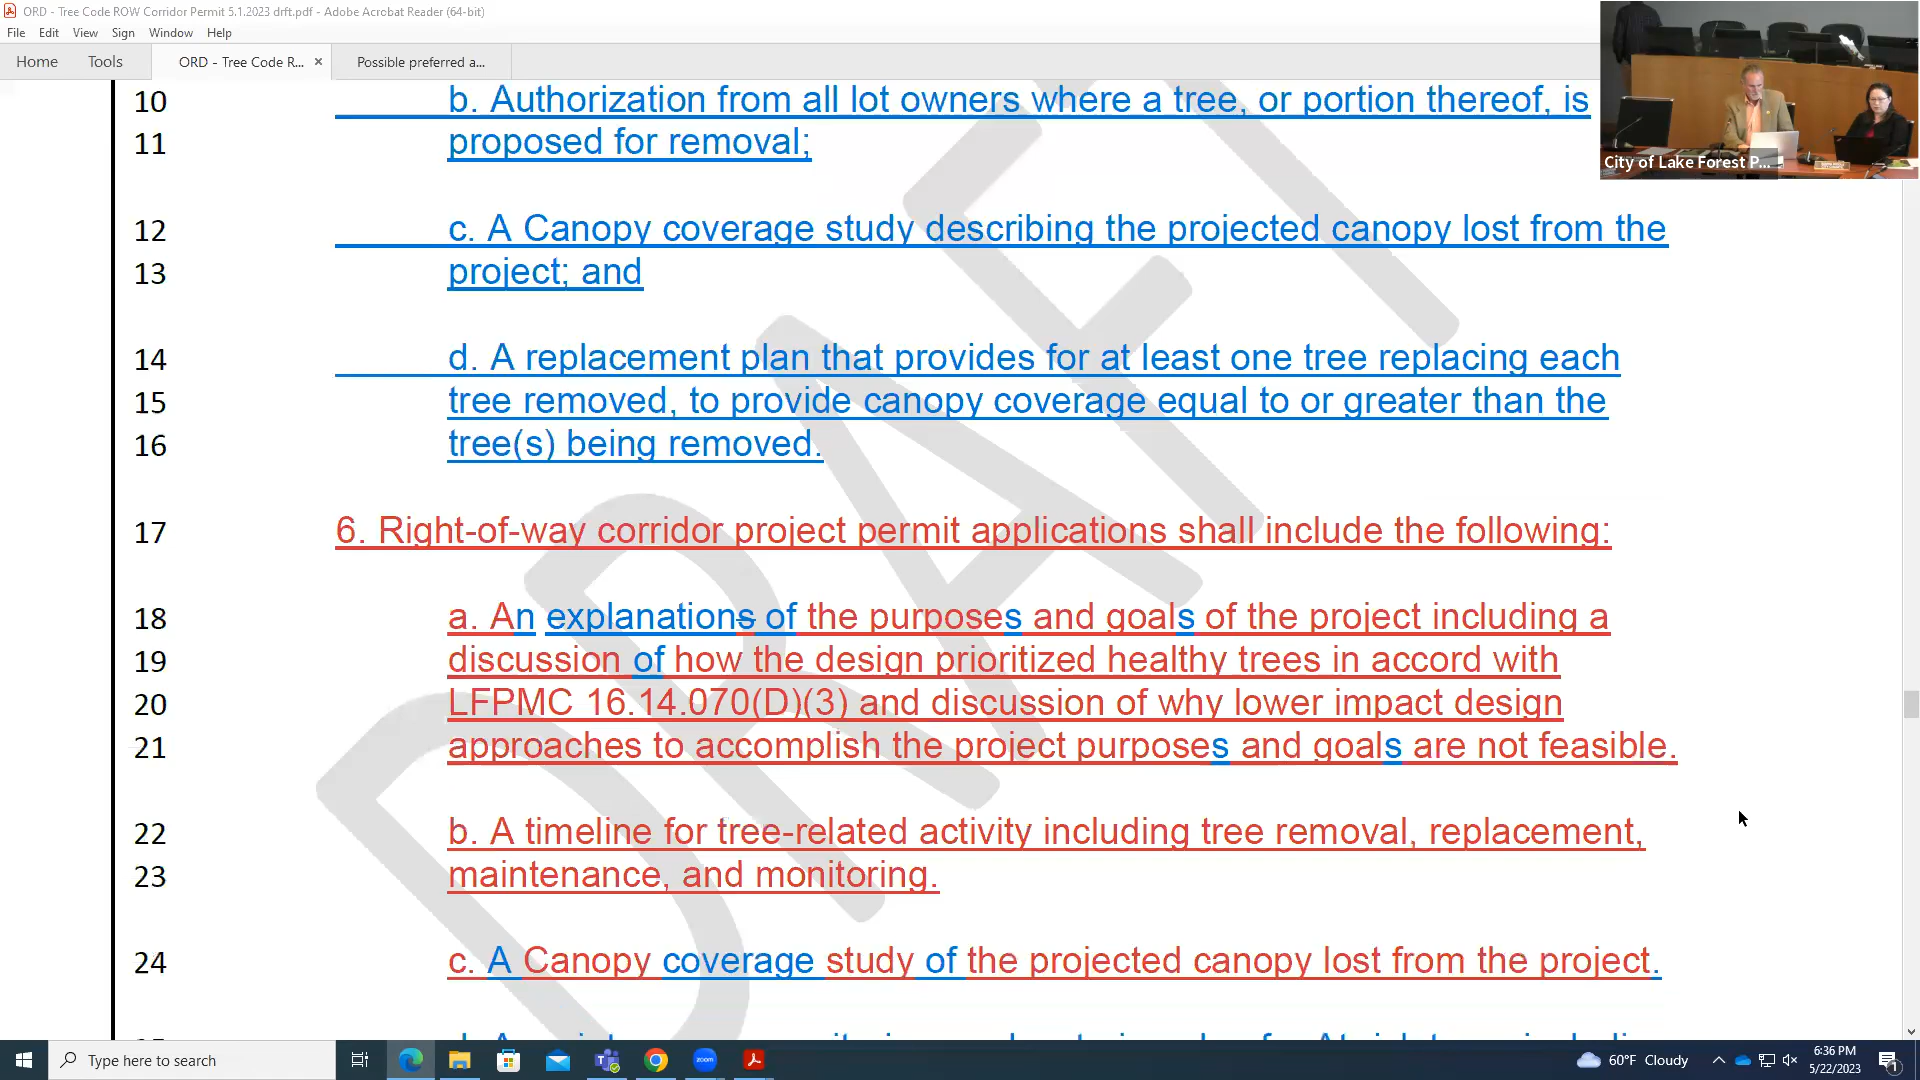 ORD - Tree Code ROW Corridor Permit 5.1.2023 drft.pdf - Adobe Acrobat Reader (64-bit)
File Edit View Sign Window Help
Home Tools ORD - Tree Code R... × Possible preferred a...
10 b. Authorization from all lot owners where a tree, or portion thereof, is
11 proposed for removal;
12 c. A Canopy coverage study describing the projected canopy lost from the
13 project; and
14 d. A replacement plan that provides for at least one tree replacing each
15 tree removed, to provide canopy coverage equal to or greater than the
16 tree(s) being removed.
17 6. Right-of-way corridor project permit applications shall include the following:
18 a. An explanations of the purposes and goals of the project including a
19 discussion of how the design prioritized healthy trees in accord with
20 LFPMC 16.14.070(D)(3) and discussion of why lower impact design
21 approaches to accomplish the project purposes and goals are not feasible.
22 b. A timeline for tree-related activity including tree removal, replacement,
23 maintenance, and monitoring.
24 c. A Canopy coverage study of the projected canopy lost from the project.
DRAFT
City of Lake Forest P...
Type here to search
zoom
60°F Cloudy
6:36 PM
5/22/2023
1